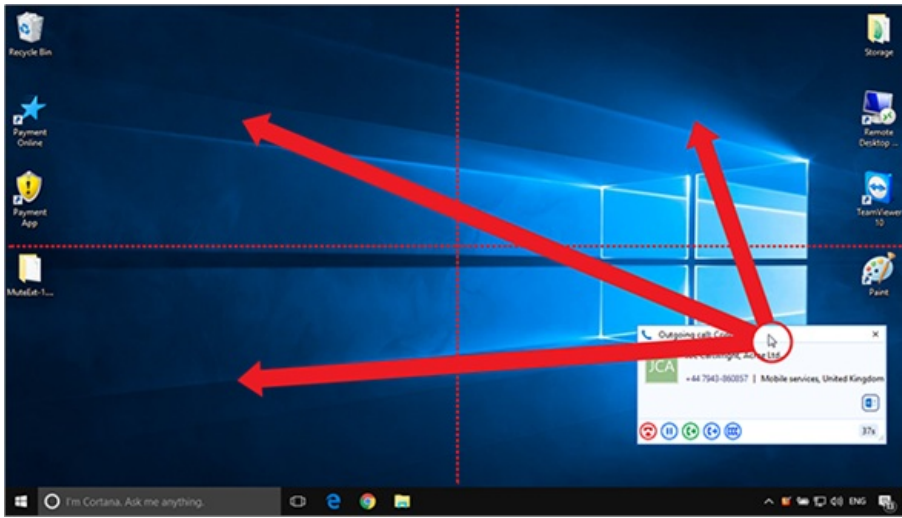 Recycle Bin
Storage
Payment
Online
Remote
Desktop ...
Payment
App
TeamViewer
10
MuteExt-1....
Paint
Outgoing call:
JCA
Cartwright, Acme Ltd.
+44 7943-860857 | Mobile services, United Kingdom
37s
I'm Cortana. Ask me anything.
ENG